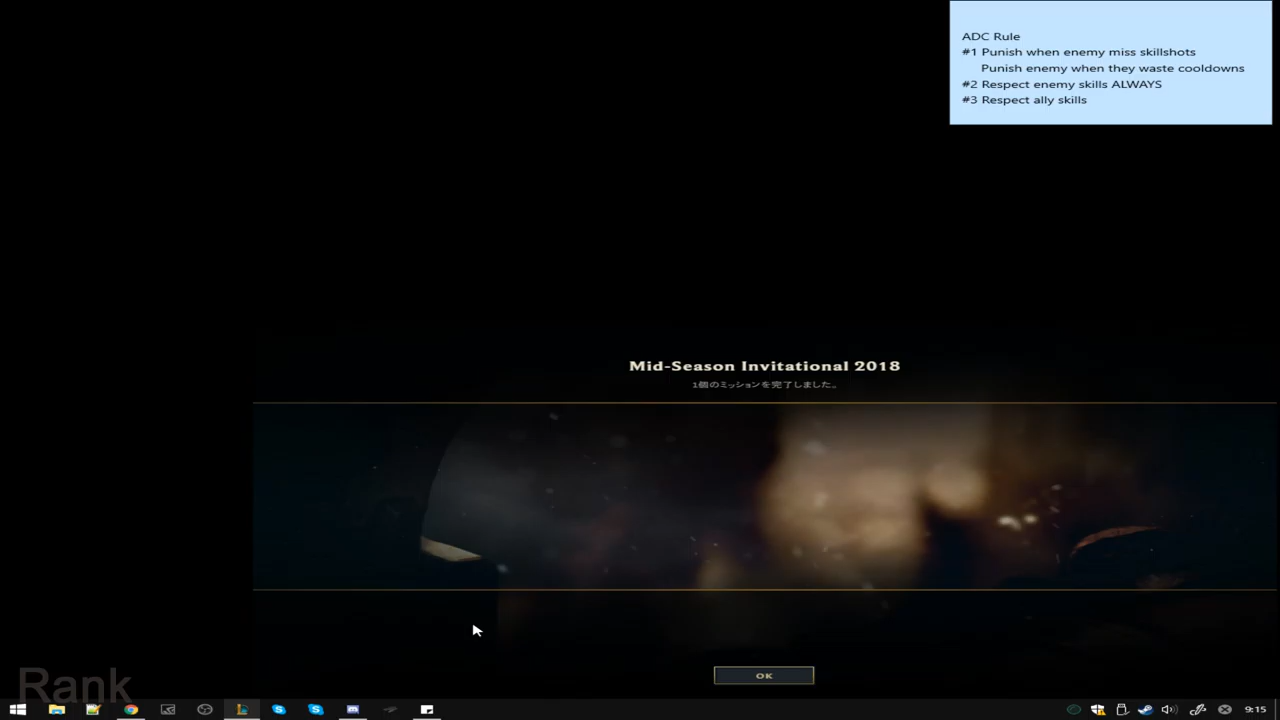 ADC Rule
#1 Punish when enemy miss skillshots
Punish enemy when they waste cooldowns
#2 Respect enemy skills ALWAYS
#3 Respect ally skills
Mid-Season Invitational 2018
1個のミッションを完了しました。
OK
Rank
9:15